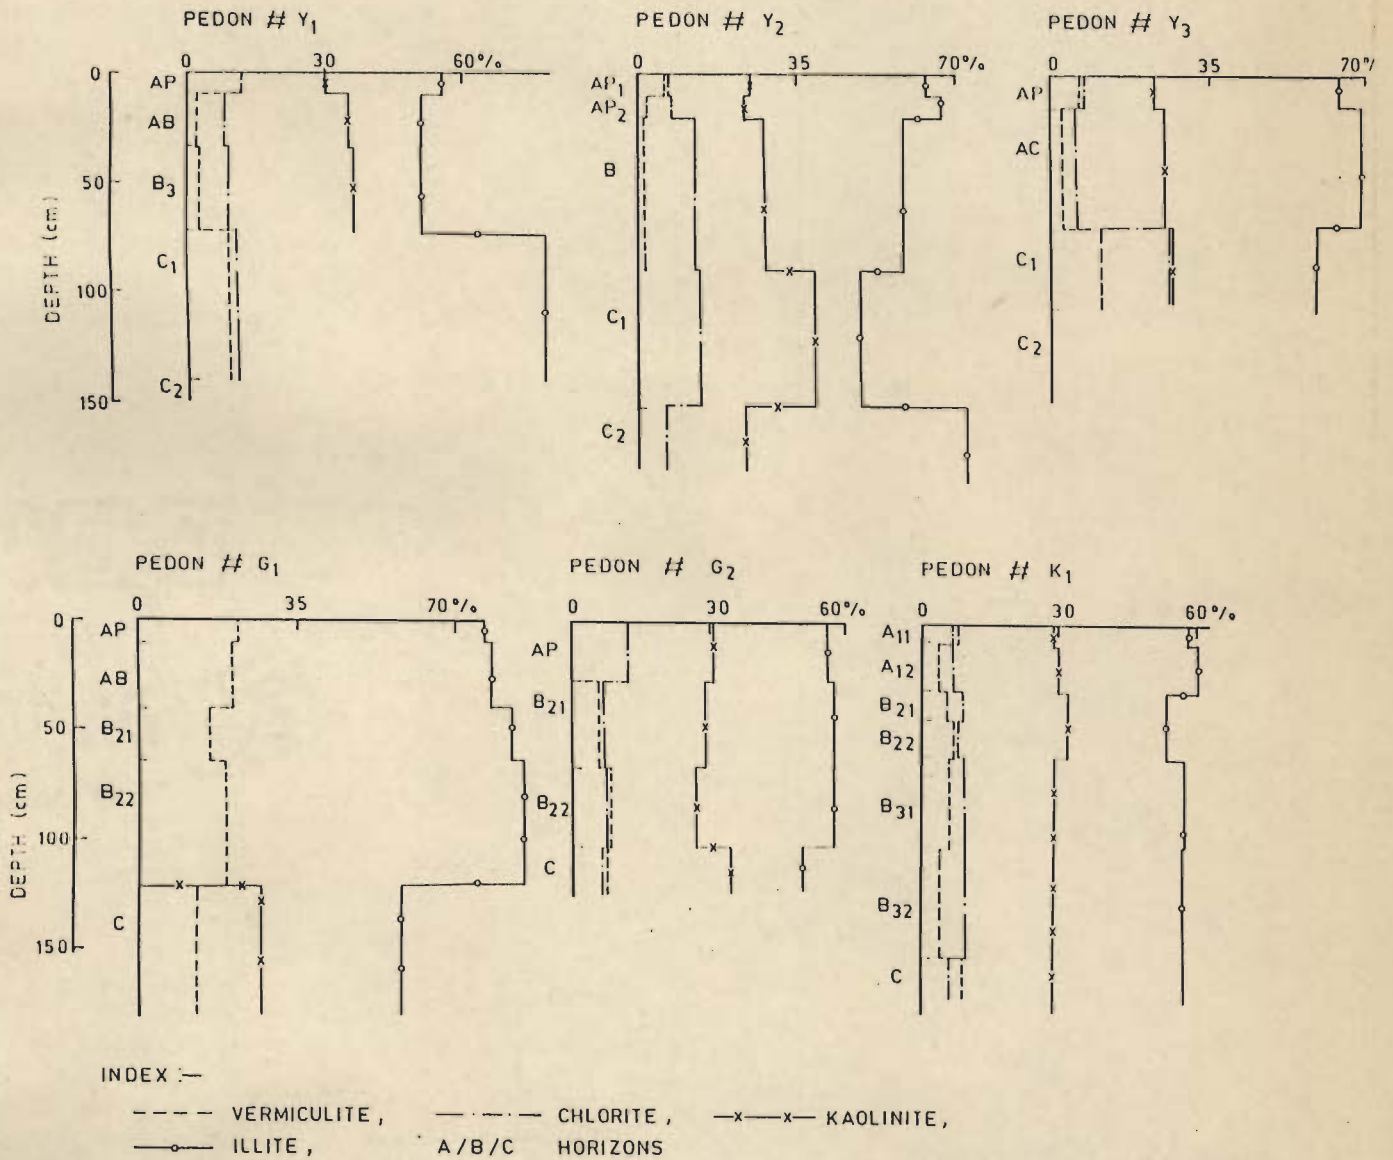 PEDON # Y1
PEDON # Y2
PEDON # Y3
0 30 60%
0 35 70%
0 35 70%
DEPTH (cm)
0
50
100
150
AP
AB
B3
C1
C2
AP1
AP2
B
C1
C2
AP
AC
C1
C2
PEDON # G1
PEDON # G2
PEDON # K1
0 35 70%
0 30 60%
0 30 60%
DEPTH (cm)
0
50
100
150
AP
AB
B21
B22
C
AP
B21
B22
C
A11
A12
B21
B22
B31
B32
C
INDEX :—
VERMICULITE, CHLORITE, KAOLINITE,
ILLITE, A/B/C HORIZONS